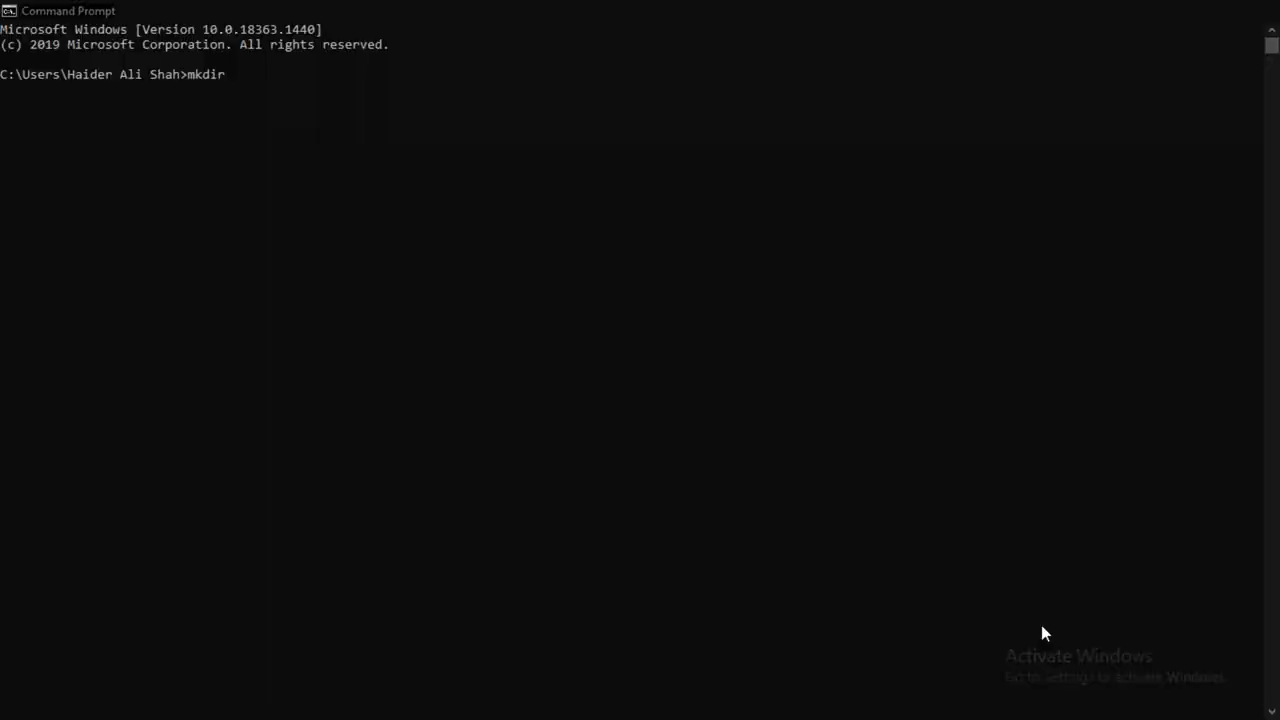 Command Prompt
Microsoft Windows [Version 10.0.18363.1440]
(c) 2019 Microsoft Corporation. All rights reserved.
C:\Users\Haider Ali Shah>mkdir
Activate Windows
Go to Settings to activate Windows.